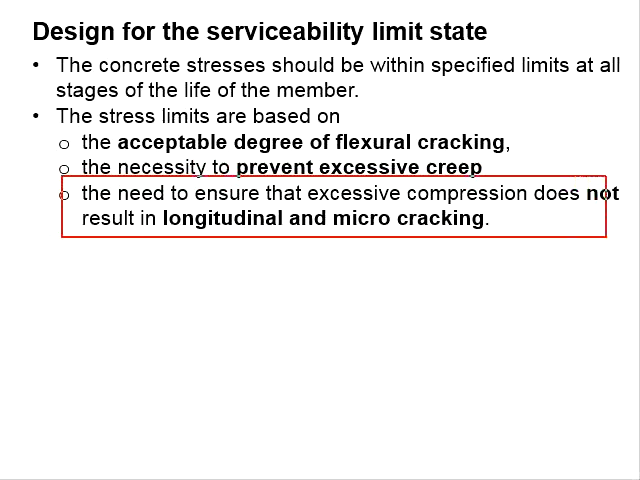 Design for the serviceability limit state
• The concrete stresses should be within specified limits at all
stages of the life of the member.
• The stress limits are based on
o the acceptable degree of flexural cracking,
o the necessity to prevent excessive creep
o the need to ensure that excessive compression does not
result in longitudinal and micro cracking.